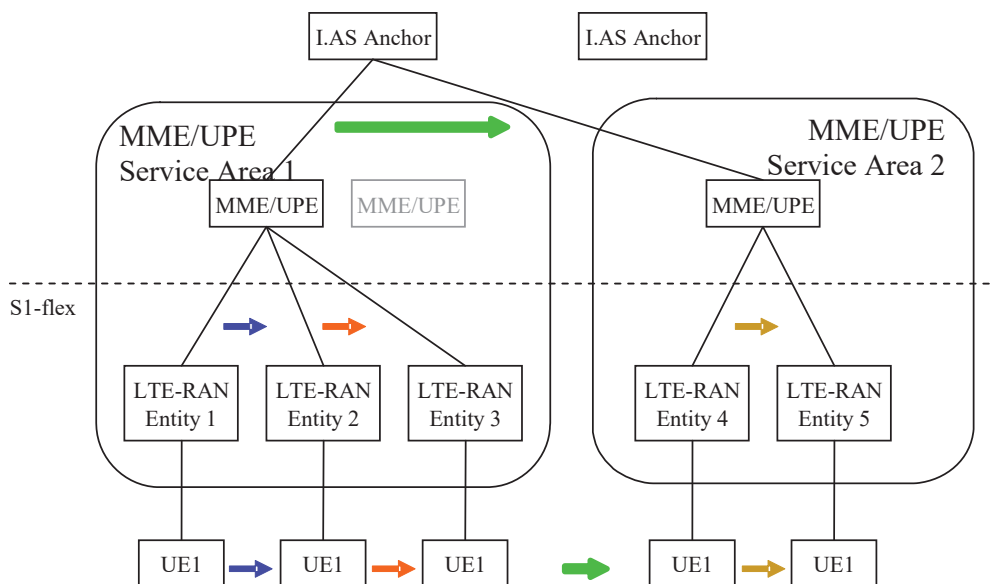 I.AS Anchor
I.AS Anchor
MME/UPE
Service Area 1
MME/UPE
Service Area 2
MME/UPE
MME/UPE
MME/UPE
S1-flex
LTE-RAN
Entity 1
LTE-RAN
Entity 2
LTE-RAN
Entity 3
LTE-RAN
Entity 4
LTE-RAN
Entity 5
UE1
UE1
UE1
UE1
UE1